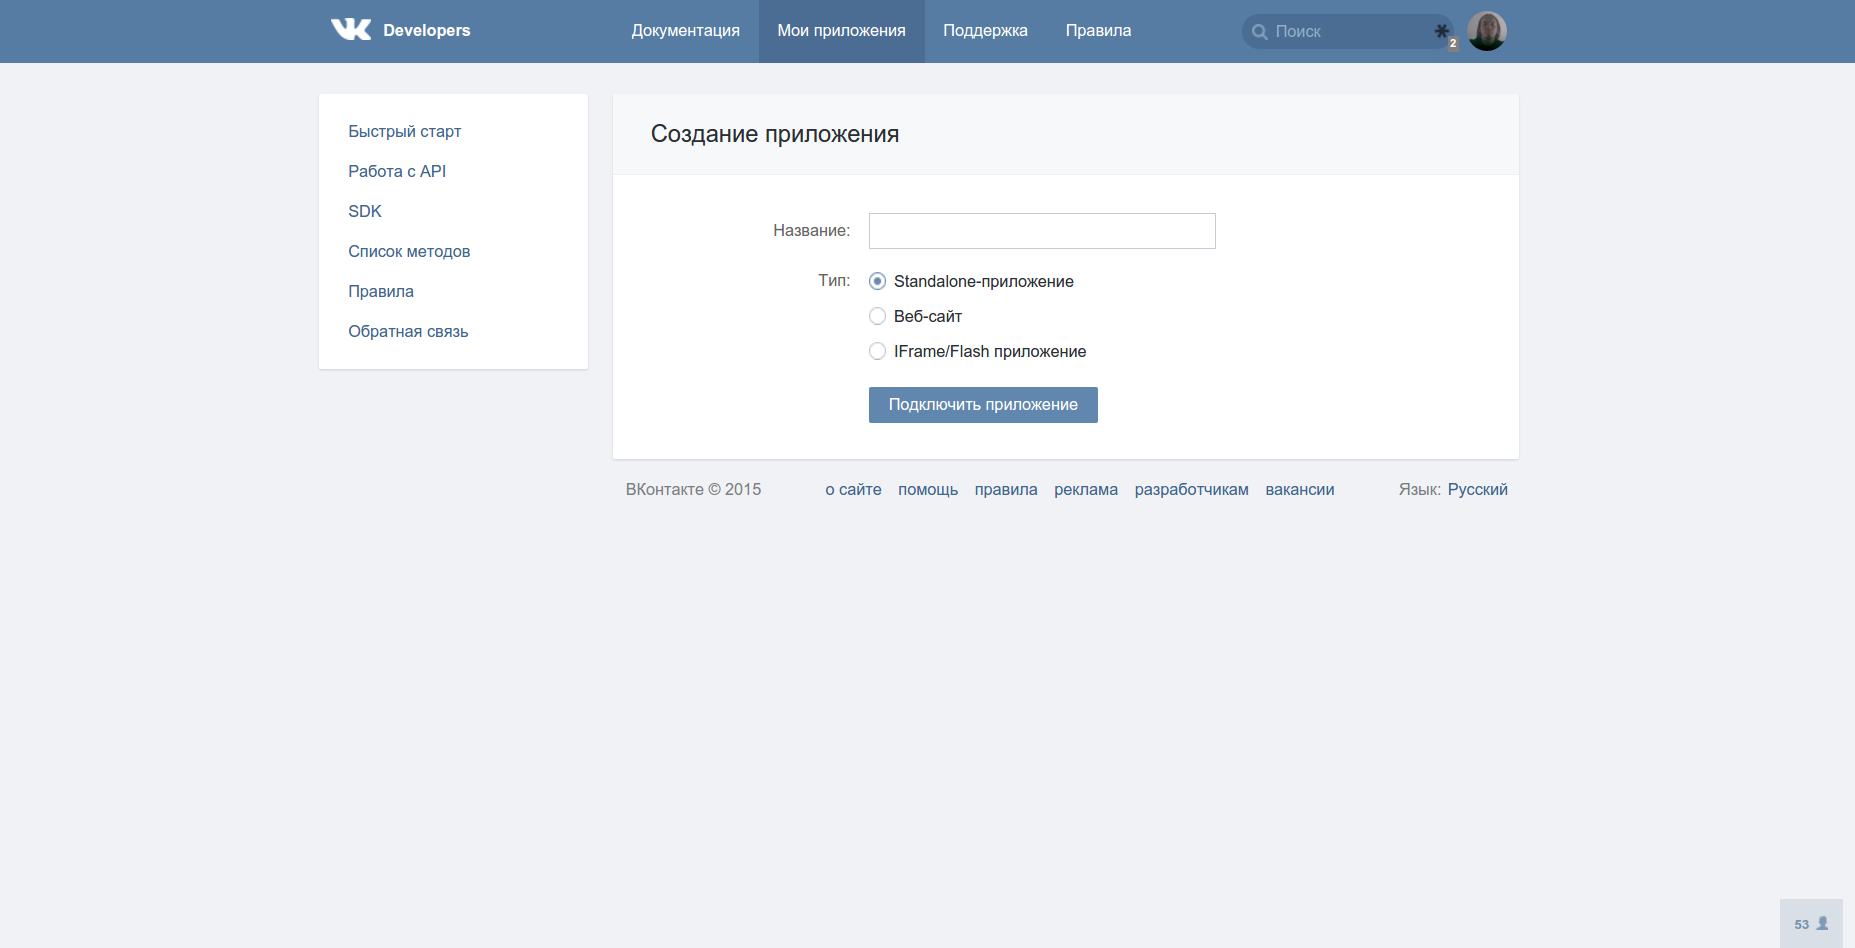 VK Developers Документация Мои приложения Поддержка Правила Поиск 2
Быстрый старт
Работа с API
SDK
Список методов
Правила
Обратная связь
Создание приложения
Название:
Тип: Standalone-приложение
Веб-сайт
IFrame/Flash приложение
Подключить приложение
ВКонтакте © 2015 о сайте помощь правила реклама разработчикам вакансии Язык: Русский
53